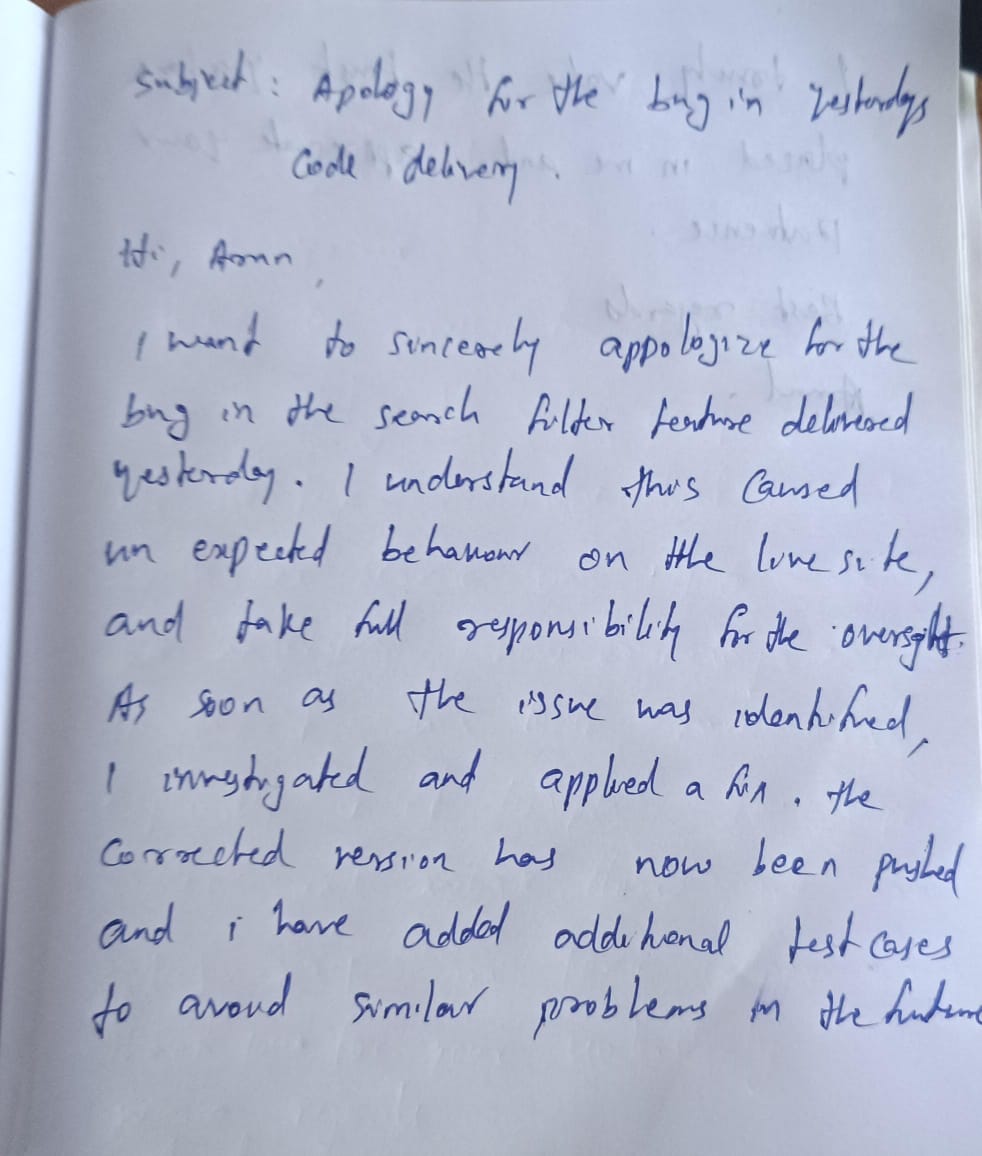 Subject: Apology for the bug in yesterdays
Code delivery.
Hi, Aman
I want to sincerely appologize for the
bug in the search filter feature delivered
yesterday. I understand this caused
un expected behaviour on the live site,
and take full responsibility for the oversight.
As soon as the issue was identified,
I investigated and applied a fix. the
Corrected version has now been pushed
and i have added additional test cases
to avoid similar problems in the future